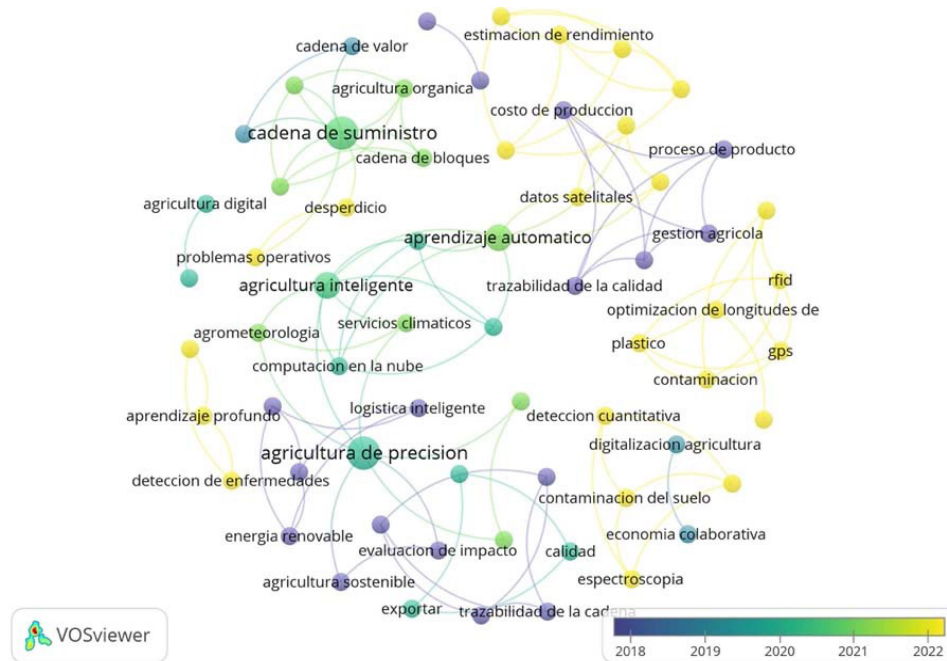 estimacion de rendimiento
cadena de valor
agricultura organica
costo de produccion
cadena de suministro
proceso de producto
cadena de bloques
datos satelitales
agricultura digital
desperdicio
gestion agricola
aprendizaje automatico
problemas operativos
rfid
agricultura inteligente
trazabilidad de la calidad
optimizacion de longitudes de
servicios climaticos
agrometeorologia
plastico
gps
computacion en la nube
contaminacion
logistica inteligente
aprendizaje profundo
deteccion cuantitativa
digitalizacion agricultura
agricultura de precision
deteccion de enfermedades
contaminacion del suelo
energia renovable
economia colaborativa
evaluacion de impacto
calidad
agricultura sostenible
espectroscopia
exportar
trazabilidad de la cadena
VOSviewer
2018 2019 2020 2021 2022